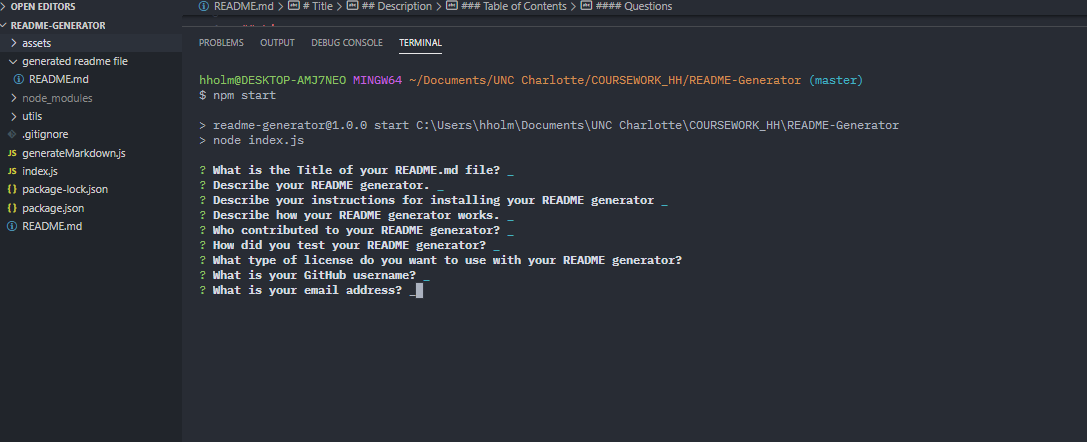 OPEN EDITORS
README-GENERATOR
assets
generated readme file
README.md
node_modules
utils
.gitignore
JS generateMarkdown.js
JS index.js
{} package-lock.json
{} package.json
README.md
README.md > # Title > ## Description > ### Table of Contents > #### Questions
PROBLEMS OUTPUT DEBUG CONSOLE TERMINAL
hholm@DESKTOP-AMJ7NEO MINGW64 ~/Documents/UNC Charlotte/COURSEWORK_HH/README-Generator (master)
$ npm start
> readme-generator@1.0.0 start C:\Users\hholm\Documents\UNC Charlotte\COURSEWORK_HH\README-Generator
> node index.js
? What is the Title of your README.md file? _
? Describe your README generator. _
? Describe your instructions for installing your README generator _
? Describe how your README generator works. _
? Who contributed to your README generator? _
? How did you test your README generator? _
? What type of license do you want to use with your README generator?
? What is your GitHub username? _
? What is your email address? _